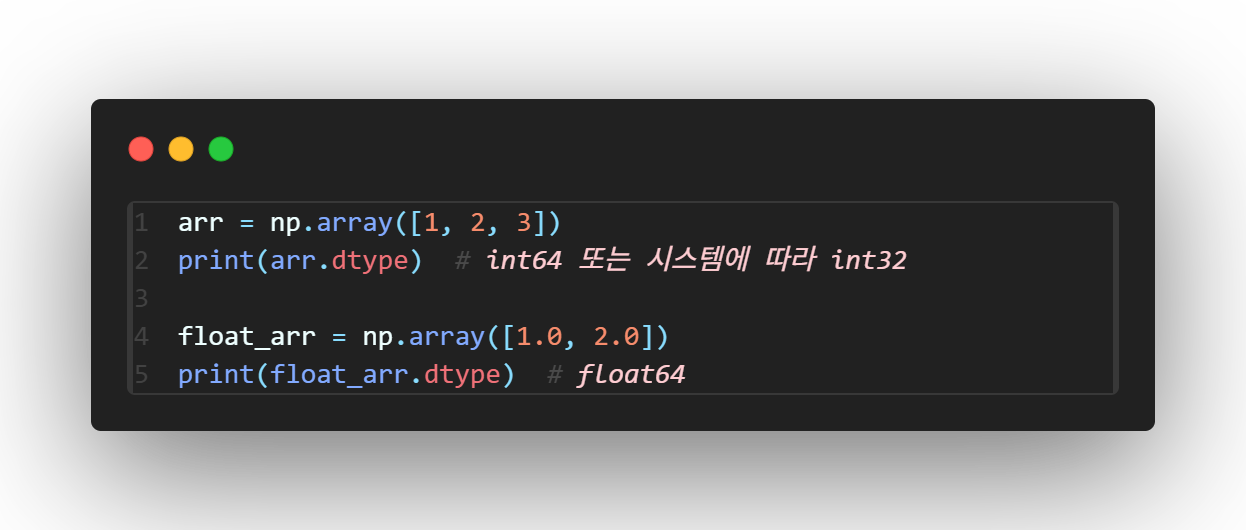 1 arr = np.array([1, 2, 3])
2 print(arr.dtype)  # int64 또는 시스템에 따라 int32
3
4 float_arr = np.array([1.0, 2.0])
5 print(float_arr.dtype)  # float64